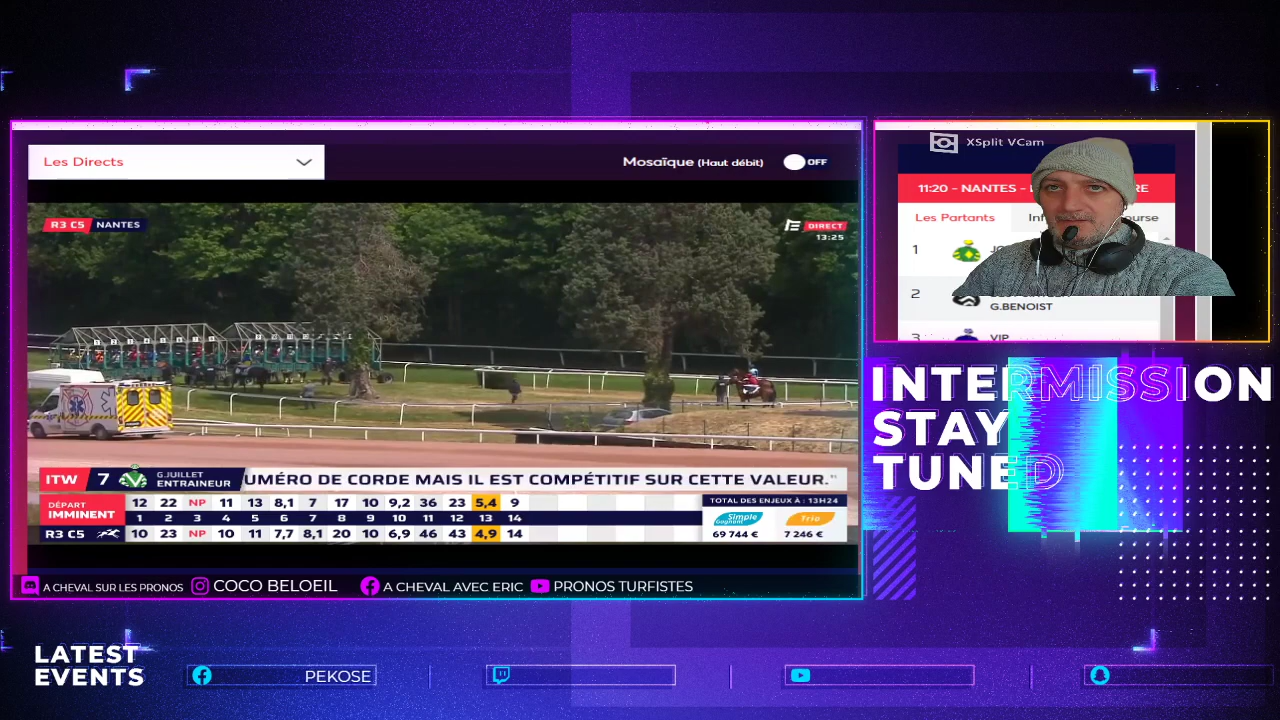 Les Directs
Mosaïque (Haut débit) OFF
R3 C5 NANTES
DIRECT
13:25
ITW 7 G.JUILLET ENTRAINEUR UMÉRO DE CORDE MAIS IL EST COMPÉTITIF SUR CETTE VALEUR."
DÉPART IMMINENT
12 22 NP 11 13 8,1 7 17 10 9,2 36 23 5,4 9
1 2 3 4 5 6 7 8 9 10 11 12 13 14
R3 C5 10 23 NP 10 11 7,7 8,1 20 10 6,9 46 43 4,9 14
TOTAL DES ENJEUX À : 13H24
Simple Gagnant Trio
69 744 € 7 246 €
A CHEVAL SUR LES PRONOS COCO BELOEIL A CHEVAL AVEC ERIC PRONOS TURFISTES
XSplit VCam
11:20 - NANTES -
Les Partants
1
2
G.BENOIST
3 VIP
INTERMISSION
STAY
TUNED
LATEST
EVENTS
PEKOSE